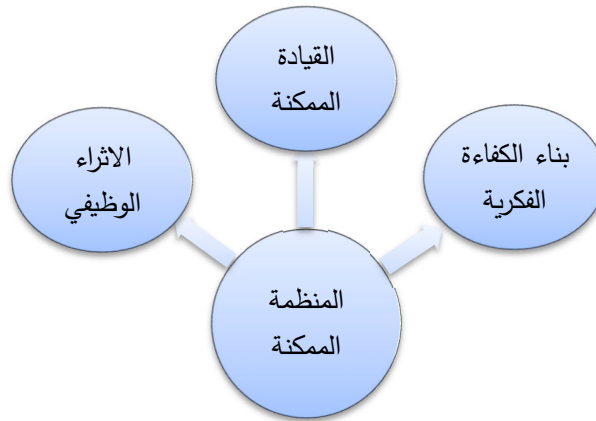 القيادة
الممكنة
بناء الكفاءة
الفكرية
الاثراء
الوظيفي
المنظمة
الممكنة